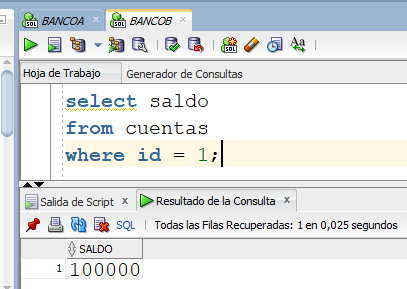 BANCOA x BANCOB x
Hoja de Trabajo Generador de Consultas
select saldo
from cuentas
where id = 1;
Salida de Script x Resultado de la Consulta x
SQL | Todas las Filas Recuperadas: 1 en 0,025 segundos
SALDO
1 100000